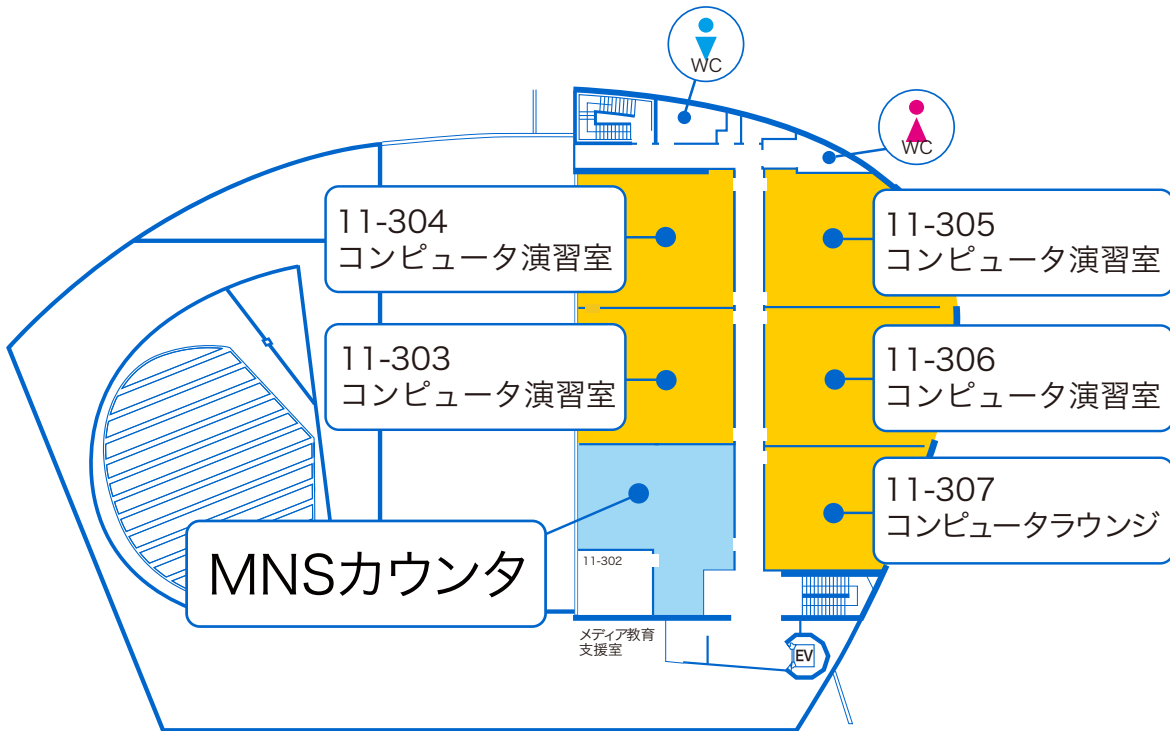 WC
WC
11-304
コンピュータ演習室
11-305
コンピュータ演習室
11-303
コンピュータ演習室
11-306
コンピュータ演習室
11-307
コンピュータラウンジ
MNSカウンタ
11-302
メディア教育
支援室
EV